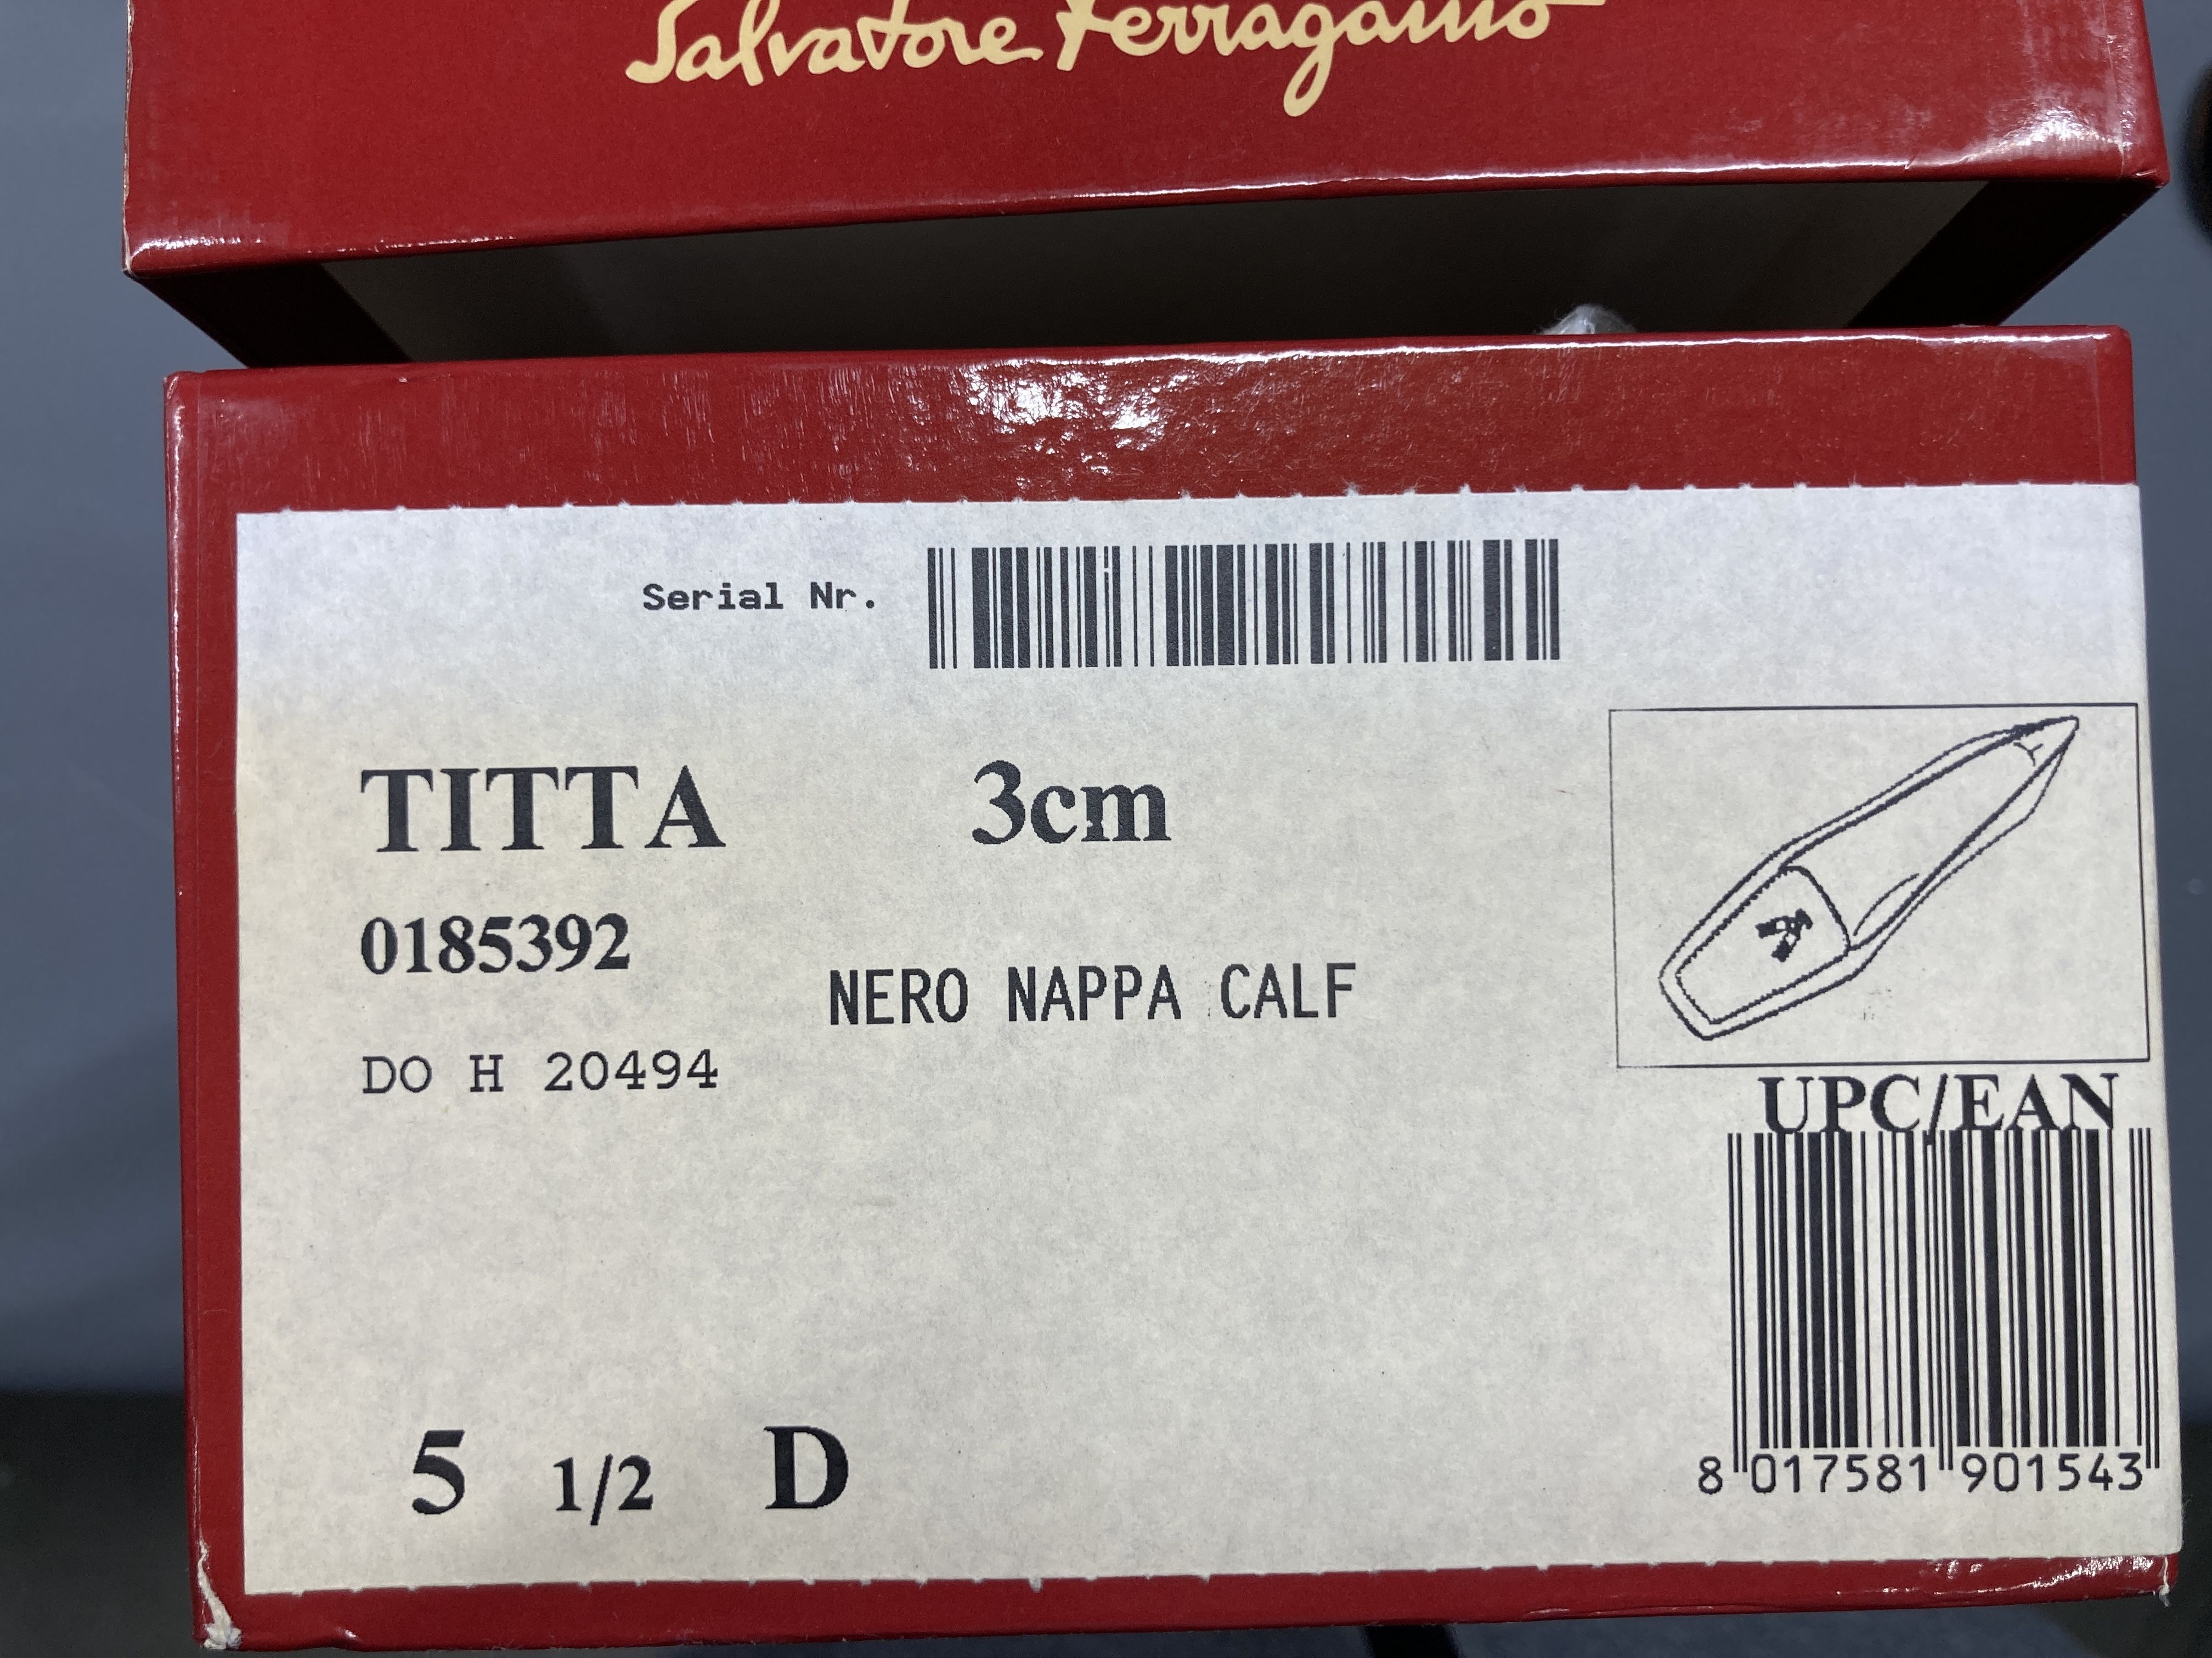 Salvatore Ferragamo
Serial Nr.
TITTA 3cm
0185392
NERO NAPPA CALF
DO H 20494
UPC/EAN
8 017581 901543
5 1/2 D